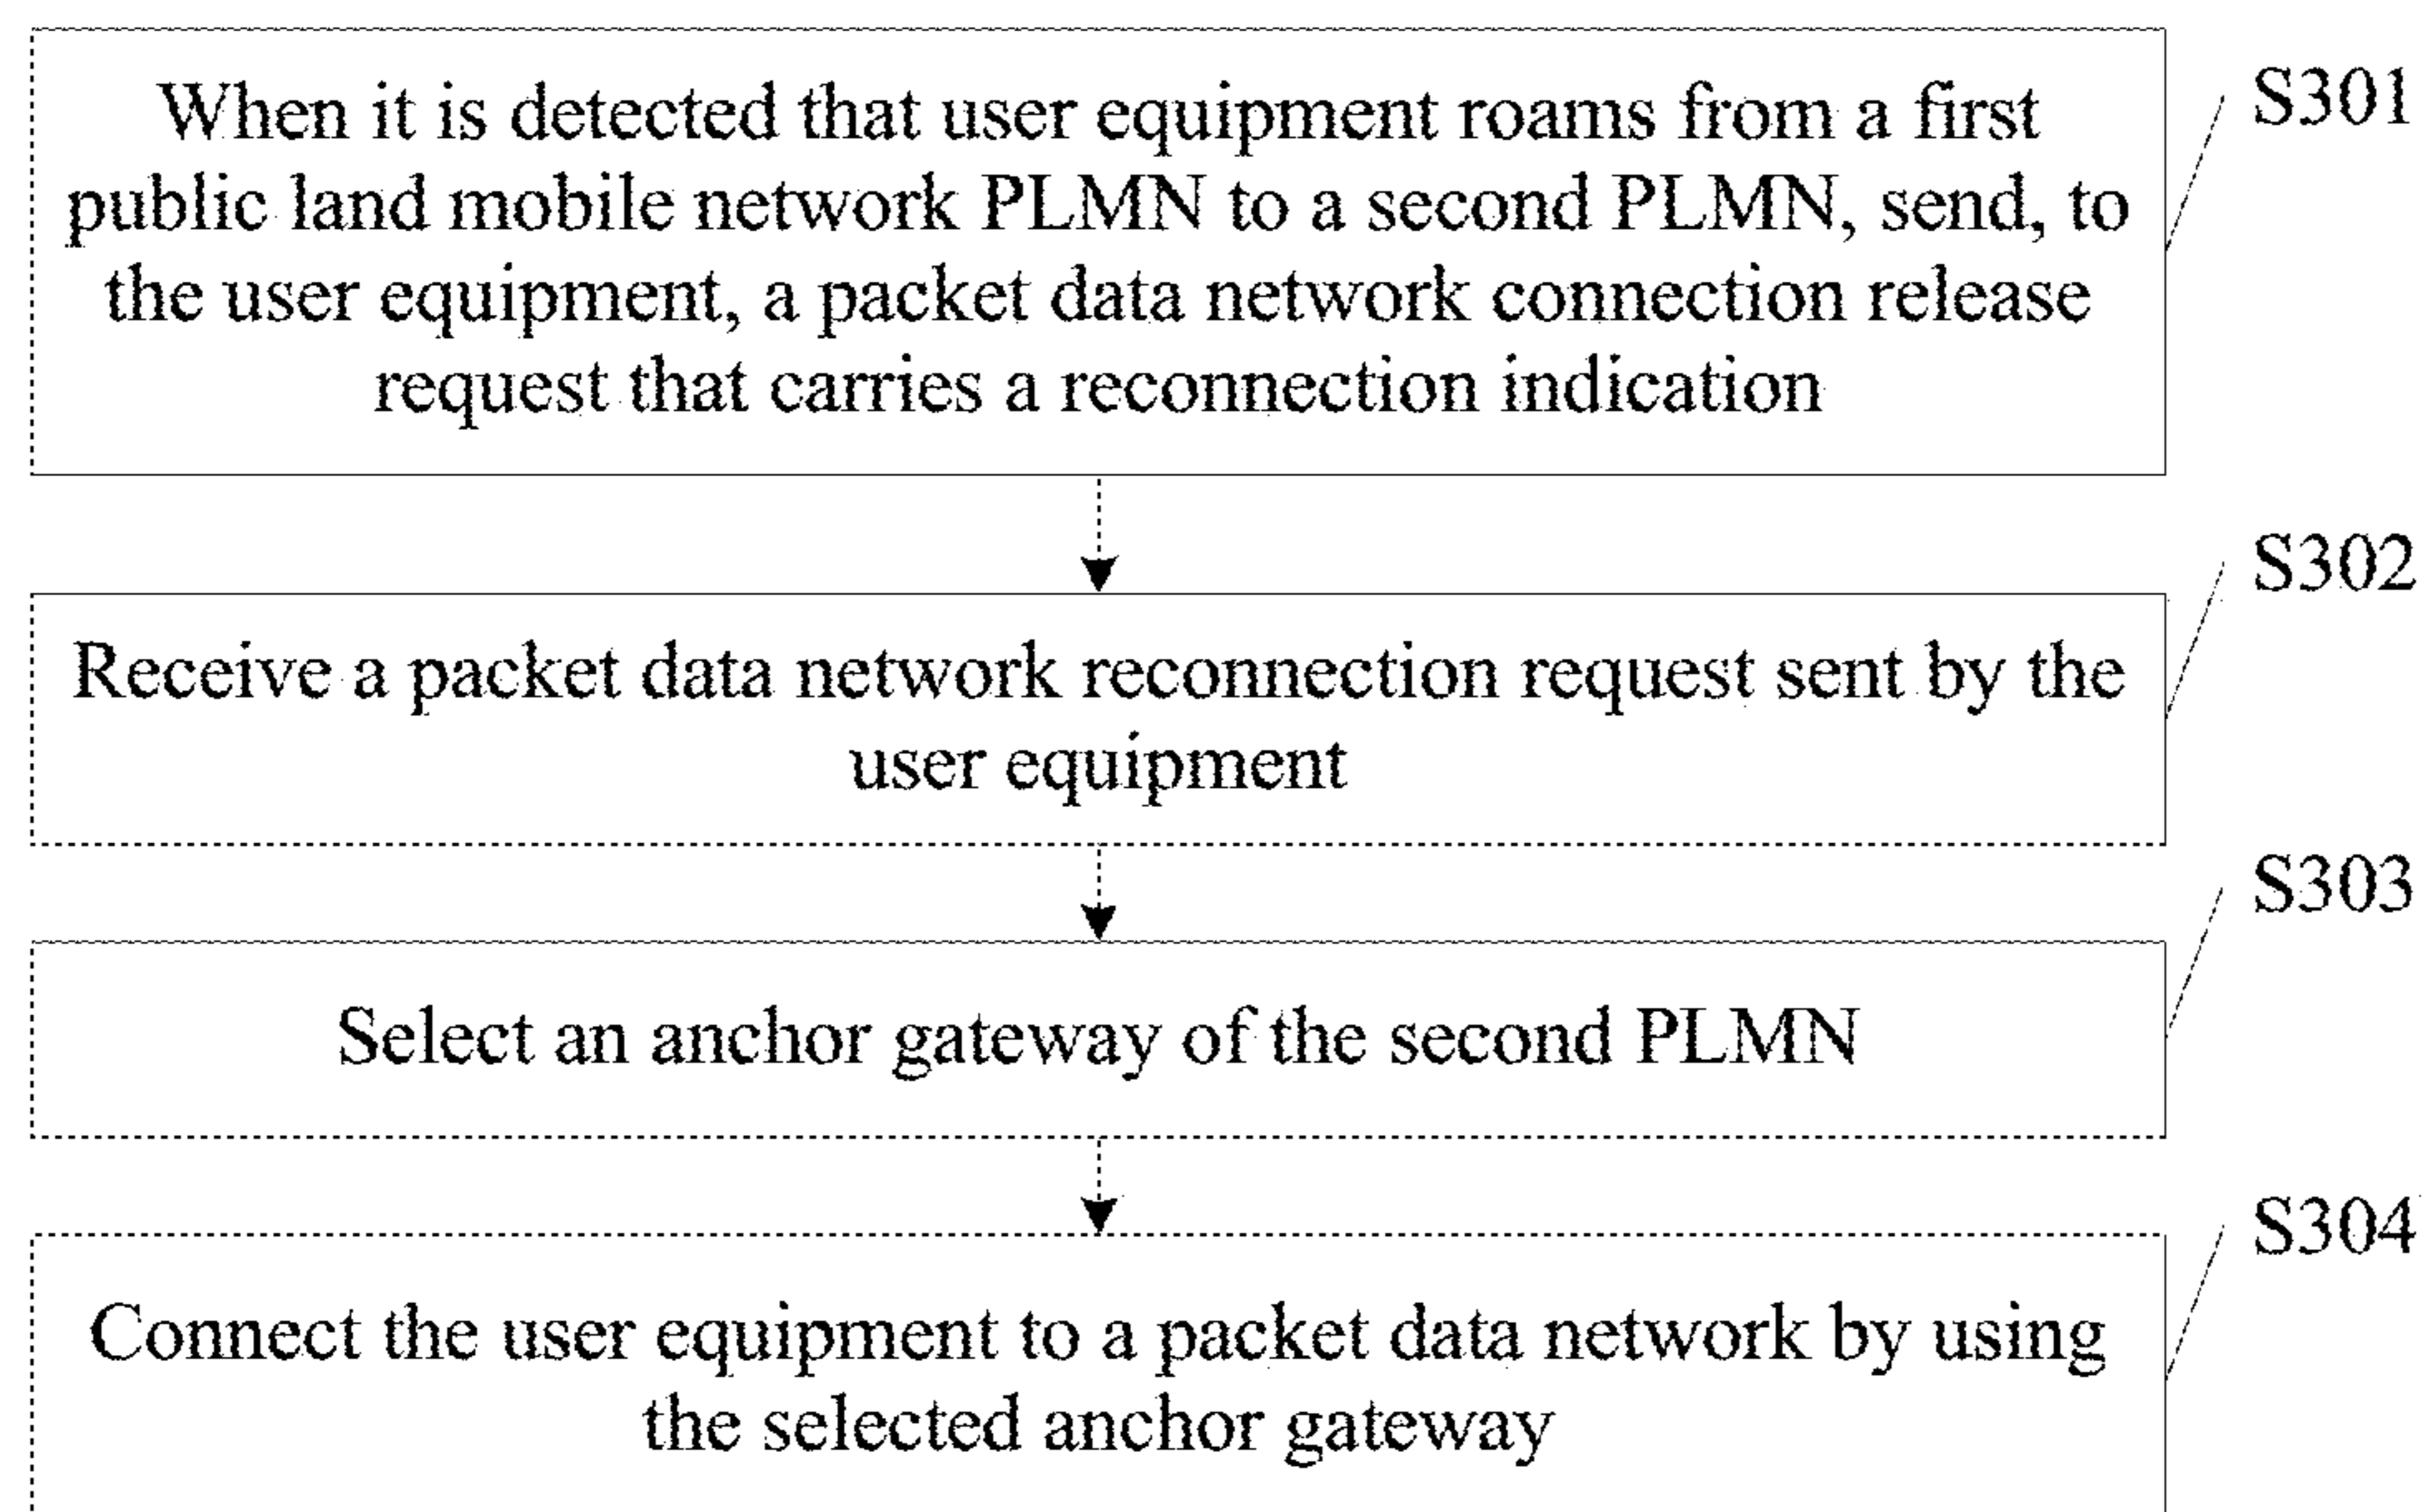 When it is detected that user equipment roams from a first
public land mobile network PLMN to a second PLMN, send, to
the user equipment, a packet data network connection release
request that carries a reconnection indication
S301
Receive a packet data network reconnection request sent by the
user equipment
S302
Select an anchor gateway of the second PLMN
S303
Connect the user equipment to a packet data network by using
the selected anchor gateway
S304